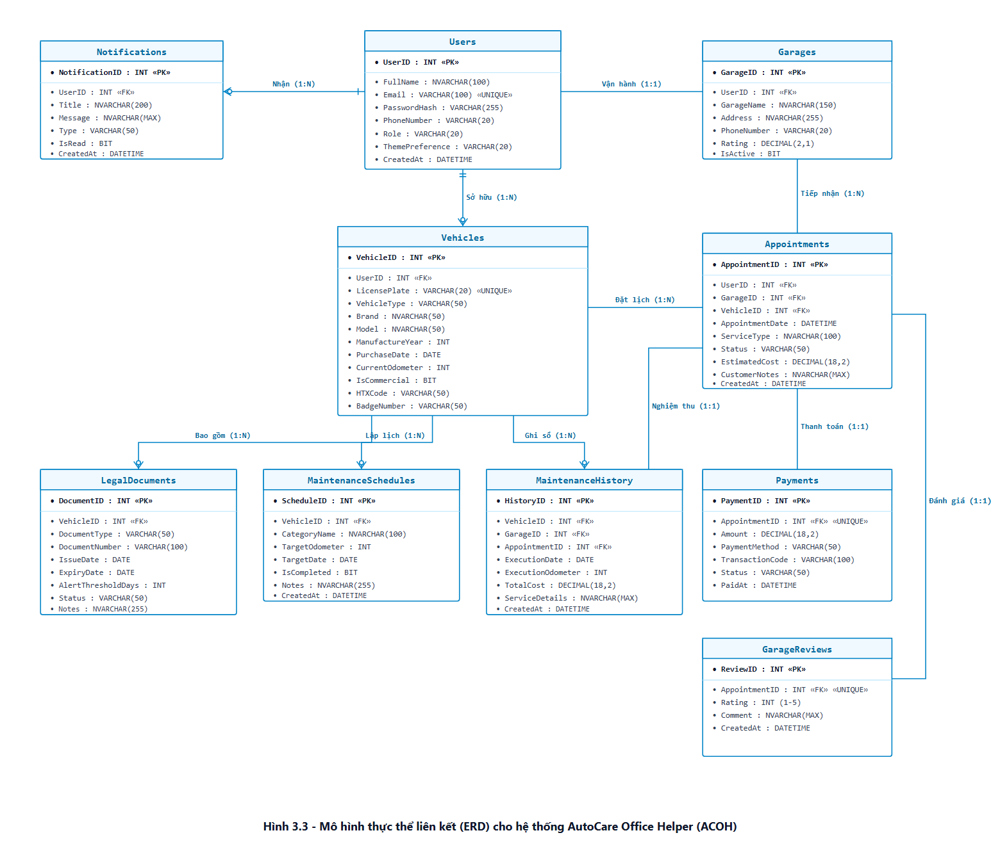 Notifications
• NotificationID : INT «PK»
• UserID : INT «FK»
• Title : NVARCHAR(200)
• Message : NVARCHAR(MAX)
• Type : VARCHAR(50)
• IsRead : BIT
• CreatedAt : DATETIME
Nhận (1:N)
Users
• UserID : INT «PK»
• FullName : NVARCHAR(100)
• Email : VARCHAR(100) «UNIQUE»
• PasswordHash : VARCHAR(255)
• PhoneNumber : VARCHAR(20)
• Role : VARCHAR(20)
• ThemePreference : VARCHAR(20)
• CreatedAt : DATETIME
Vận hành (1:1)
Garages
• GarageID : INT «PK»
• UserID : INT «FK»
• GarageName : NVARCHAR(150)
• Address : NVARCHAR(255)
• PhoneNumber : VARCHAR(20)
• Rating : DECIMAL(2,1)
• IsActive : BIT
Sở hữu (1:N)
Tiếp nhận (1:N)
Vehicles
• VehicleID : INT «PK»
• UserID : INT «FK»
• LicensePlate : VARCHAR(20) «UNIQUE»
• VehicleType : VARCHAR(50)
• Brand : NVARCHAR(50)
• Model : NVARCHAR(50)
• ManufactureYear : INT
• PurchaseDate : DATE
• CurrentOdometer : INT
• IsCommercial : BIT
• HTXCode : VARCHAR(50)
• BadgeNumber : VARCHAR(50)
Đặt lịch (1:N)
Appointments
• AppointmentID : INT «PK»
• UserID : INT «FK»
• GarageID : INT «FK»
• VehicleID : INT «FK»
• AppointmentDate : DATETIME
• ServiceType : NVARCHAR(100)
• Status : VARCHAR(50)
• EstimatedCost : DECIMAL(18,2)
• CustomerNotes : NVARCHAR(MAX)
• CreatedAt : DATETIME
Nghiệm thu (1:1)
Thanh toán (1:1)
Bao gồm (1:N)
Lập lịch (1:N)
Ghi sổ (1:N)
Đánh giá (1:1)
LegalDocuments
• DocumentID : INT «PK»
• VehicleID : INT «FK»
• DocumentType : VARCHAR(50)
• DocumentNumber : VARCHAR(100)
• IssueDate : DATE
• ExpiryDate : DATE
• AlertThresholdDays : INT
• Status : VARCHAR(50)
• Notes : NVARCHAR(255)
MaintenanceSchedules
• ScheduleID : INT «PK»
• VehicleID : INT «FK»
• CategoryName : NVARCHAR(100)
• TargetOdometer : INT
• TargetDate : DATE
• IsCompleted : BIT
• Notes : NVARCHAR(255)
• CreatedAt : DATETIME
MaintenanceHistory
• HistoryID : INT «PK»
• VehicleID : INT «FK»
• GarageID : INT «FK»
• AppointmentID : INT «FK»
• ExecutionDate : DATE
• ExecutionOdometer : INT
• TotalCost : DECIMAL(18,2)
• ServiceDetails : NVARCHAR(MAX)
• CreatedAt : DATETIME
Payments
• PaymentID : INT «PK»
• AppointmentID : INT «FK» «UNIQUE»
• Amount : DECIMAL(18,2)
• PaymentMethod : VARCHAR(50)
• TransactionCode : VARCHAR(100)
• Status : VARCHAR(50)
• PaidAt : DATETIME
GarageReviews
• ReviewID : INT «PK»
• AppointmentID : INT «FK» «UNIQUE»
• Rating : INT (1-5)
• Comment : NVARCHAR(MAX)
• CreatedAt : DATETIME
Hình 3.3 - Mô hình thực thể liên kết (ERD) cho hệ thống AutoCare Office Helper (ACOH)